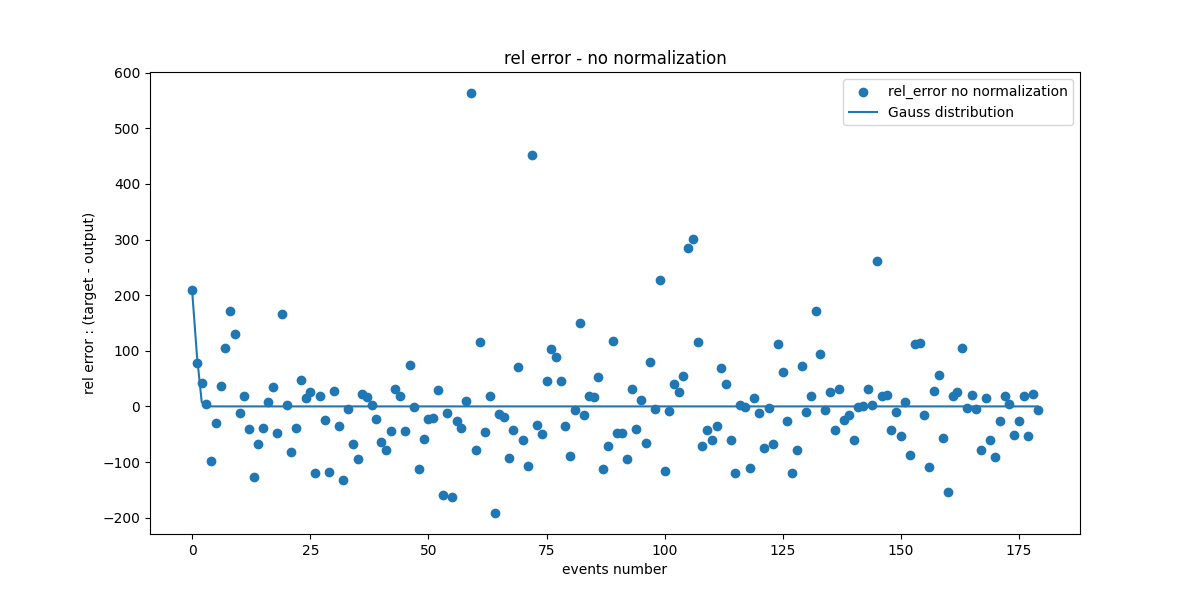 rel error - no normalization
rel error : (target - output)
600
500
400
300
200
100
0
−100
−200
rel_error no normalization
Gauss distribution
0 25 50 75 100 125 150 175
events number